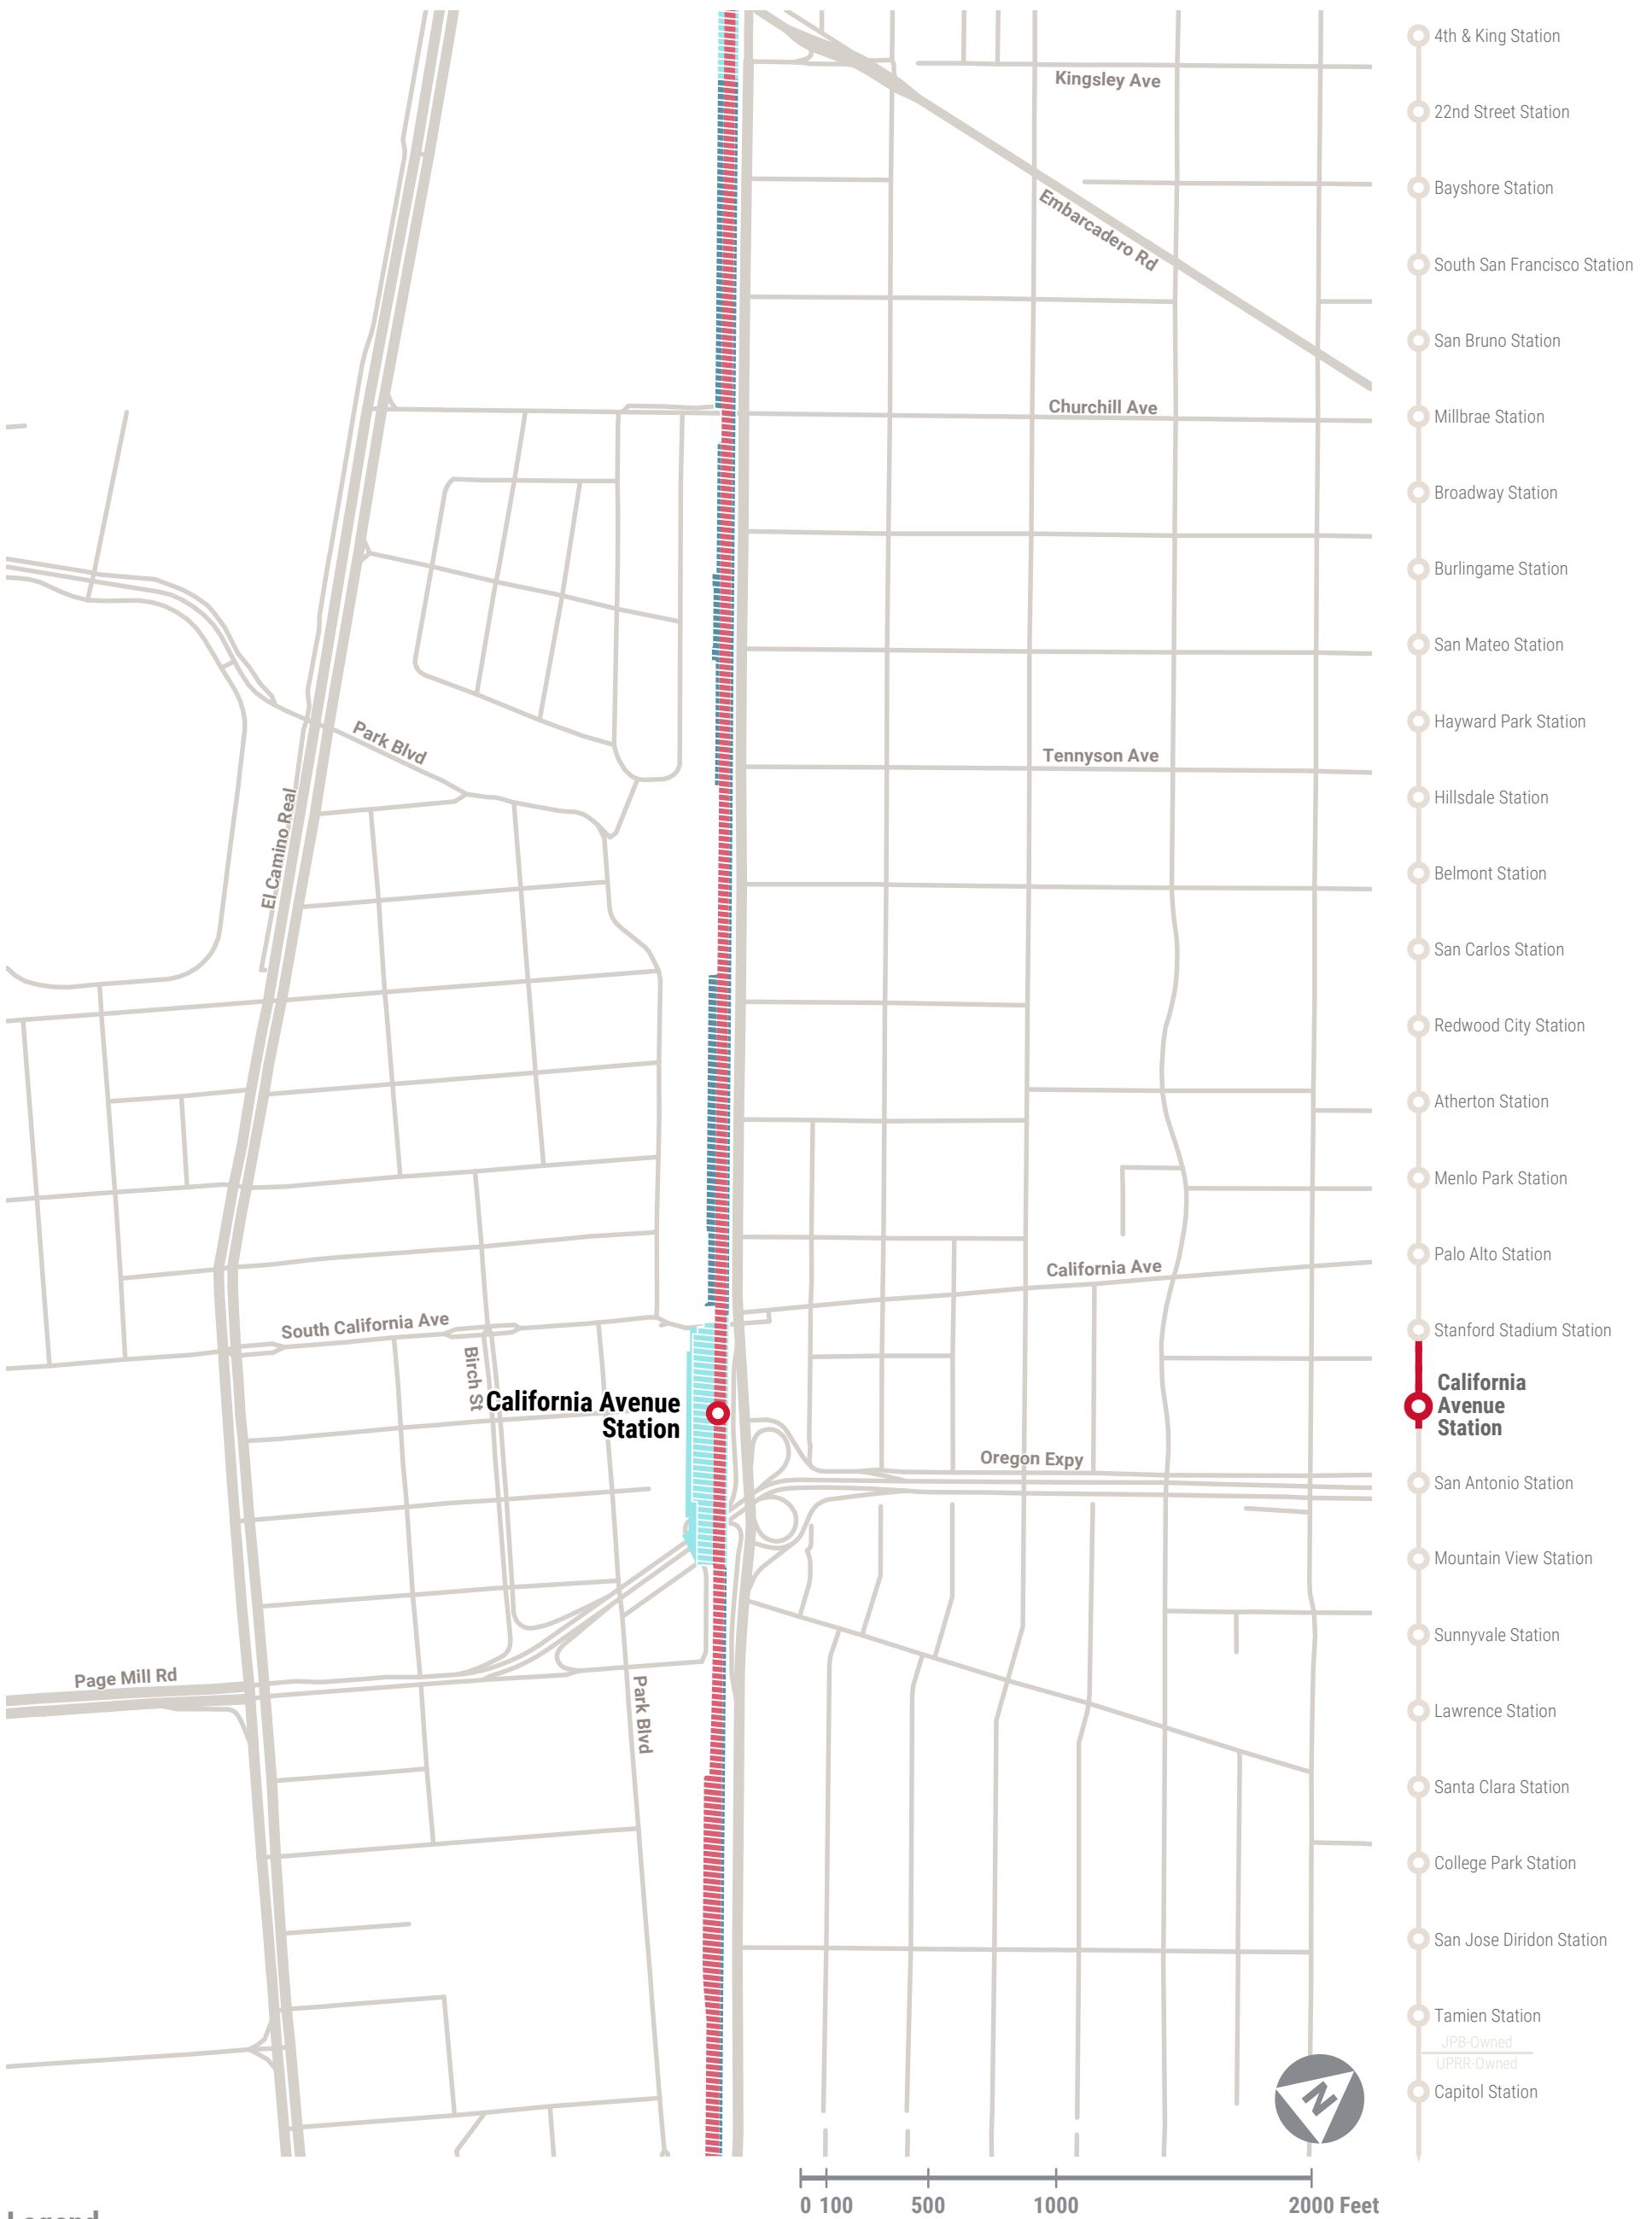 Kingsley Ave
Embarcadero Rd
Churchill Ave
Park Blvd
Tennyson Ave
El Camino Real
California Ave
South California Ave
Birch St
California Avenue
Station
Oregon Expy
Page Mill Rd
Park Blvd
N
0 100 500 1000 2000 Feet
Legend
4th & King Station
22nd Street Station
Bayshore Station
South San Francisco Station
San Bruno Station
Millbrae Station
Broadway Station
Burlingame Station
San Mateo Station
Hayward Park Station
Hillsdale Station
Belmont Station
San Carlos Station
Redwood City Station
Atherton Station
Menlo Park Station
Palo Alto Station
Stanford Stadium Station
California
Avenue
Station
San Antonio Station
Mountain View Station
Sunnyvale Station
Lawrence Station
Santa Clara Station
College Park Station
San Jose Diridon Station
Tamien Station
JPB-Owned
UPRR-Owned
Capitol Station